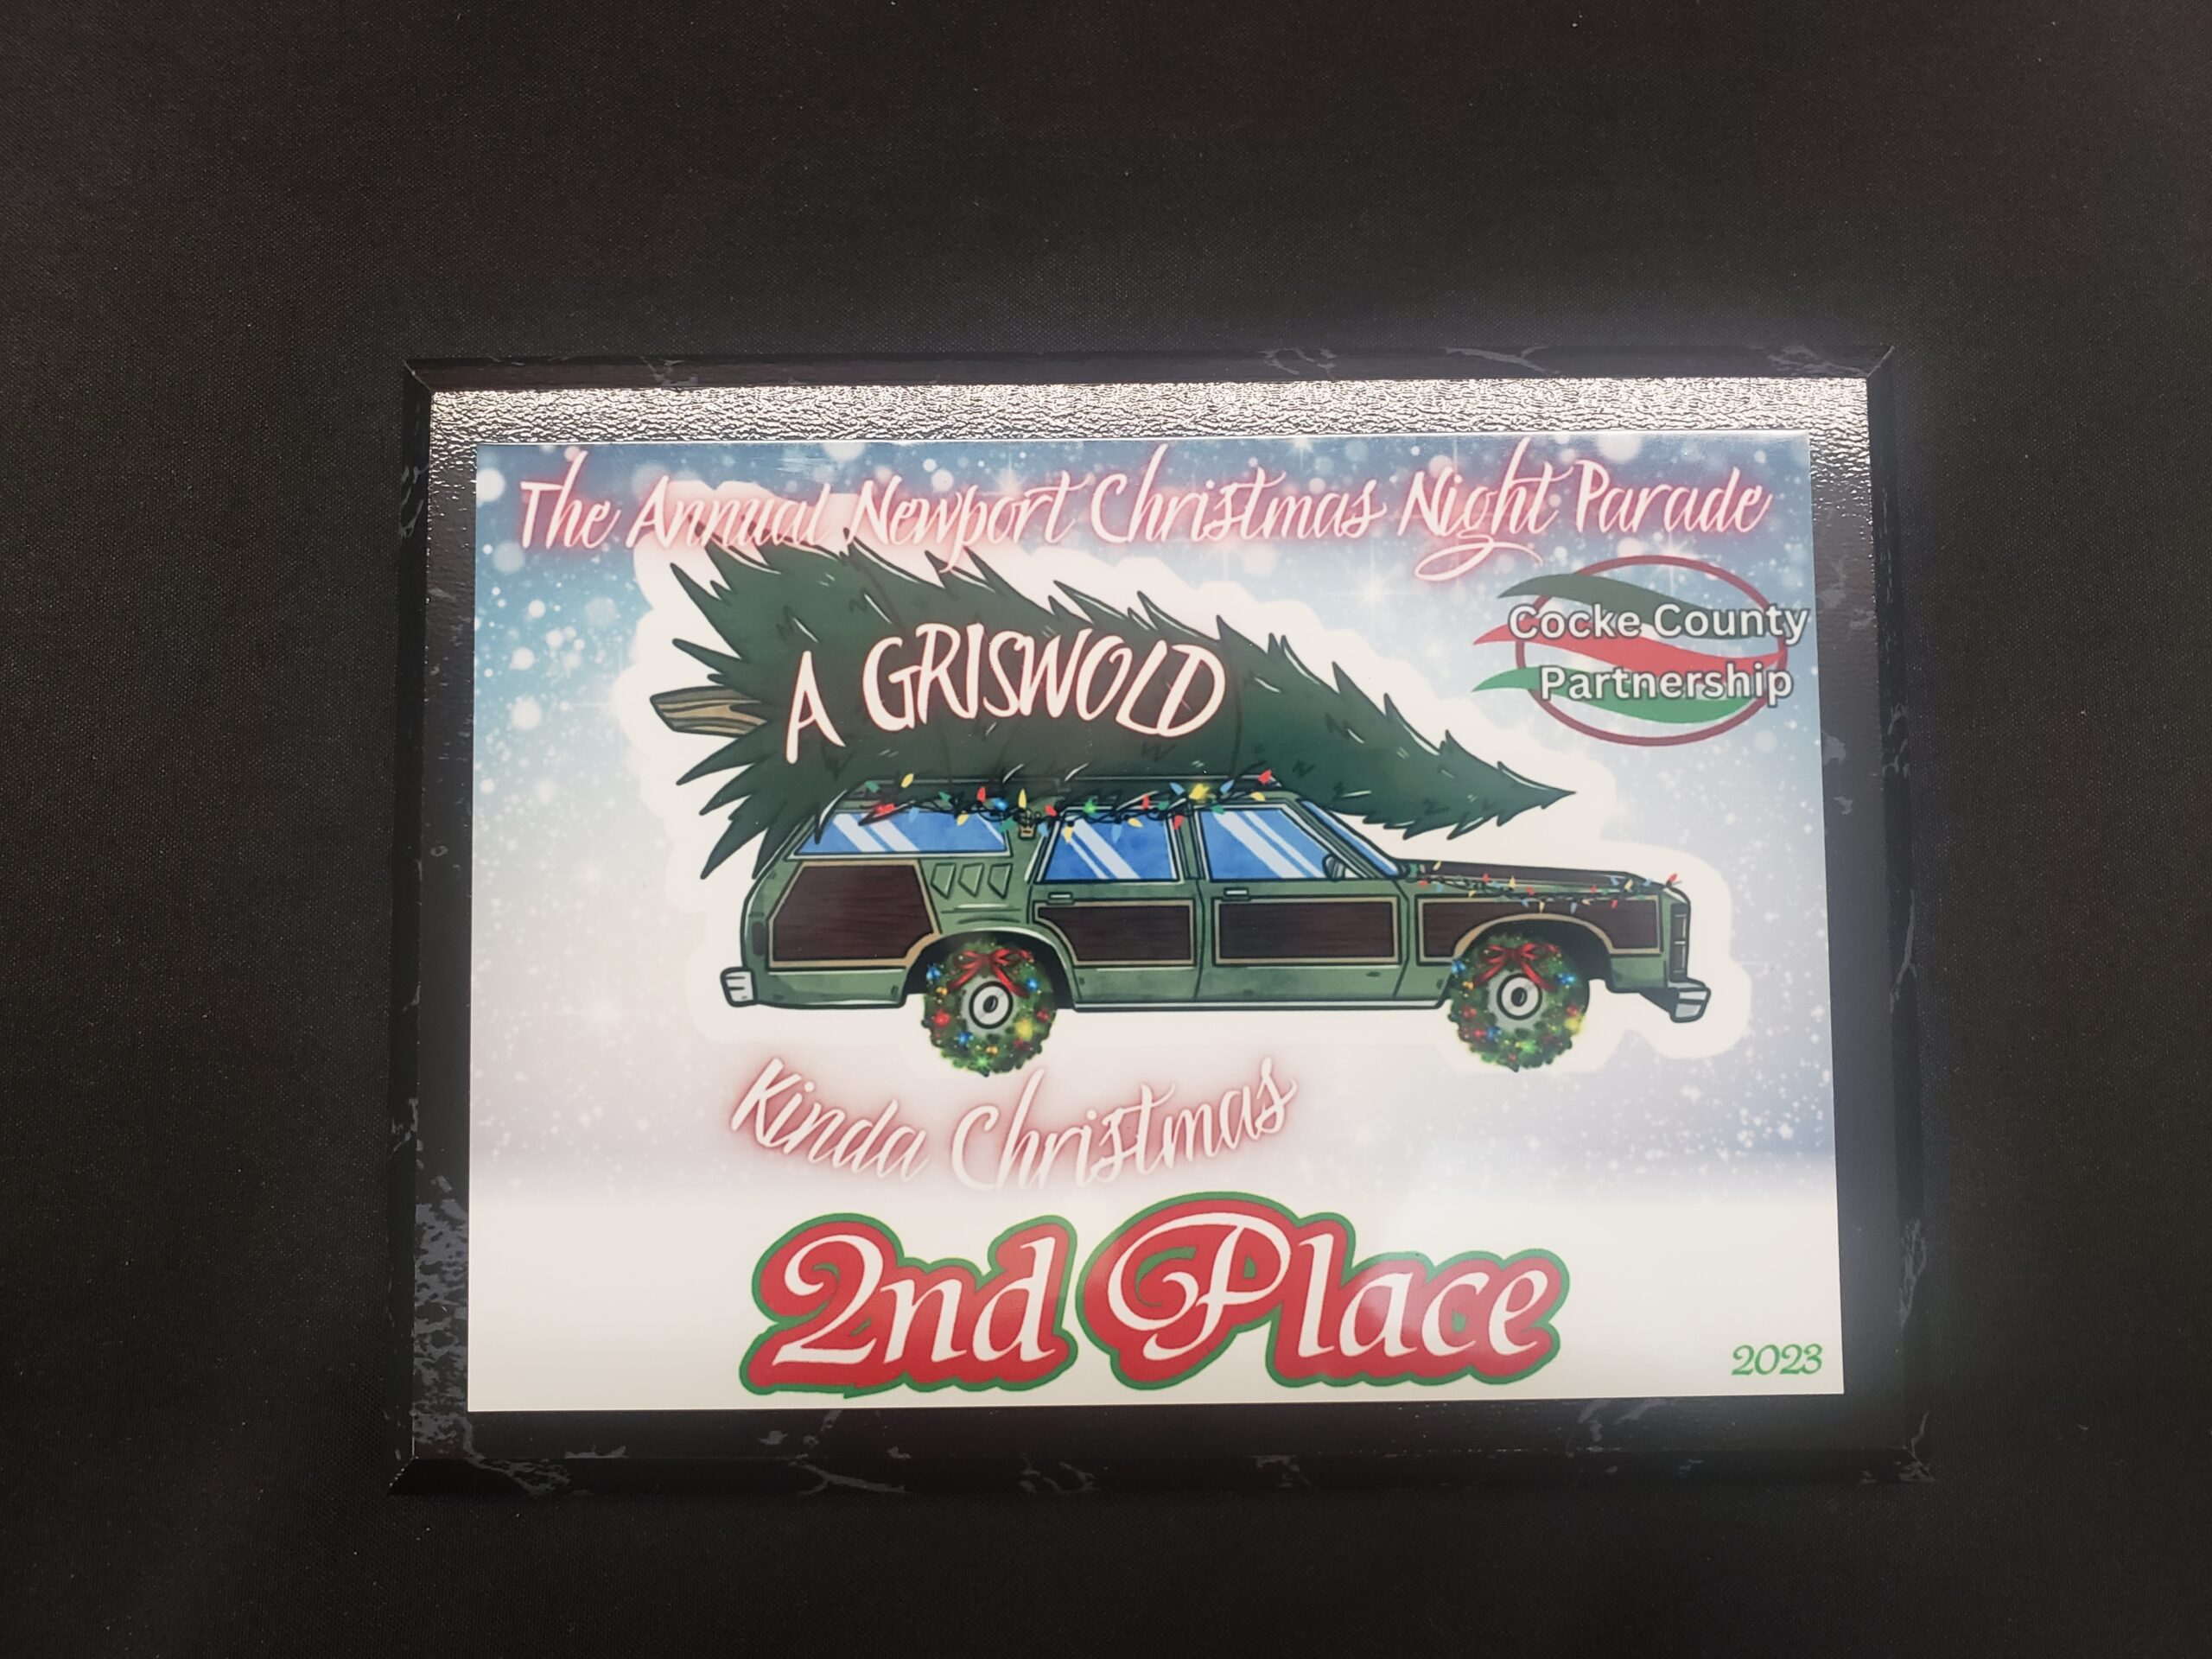 The Annual Newport Christmas Night Parade
Cocke County
Partnership
A GRISWOLD
Kinda Christmas
2nd Place
2023